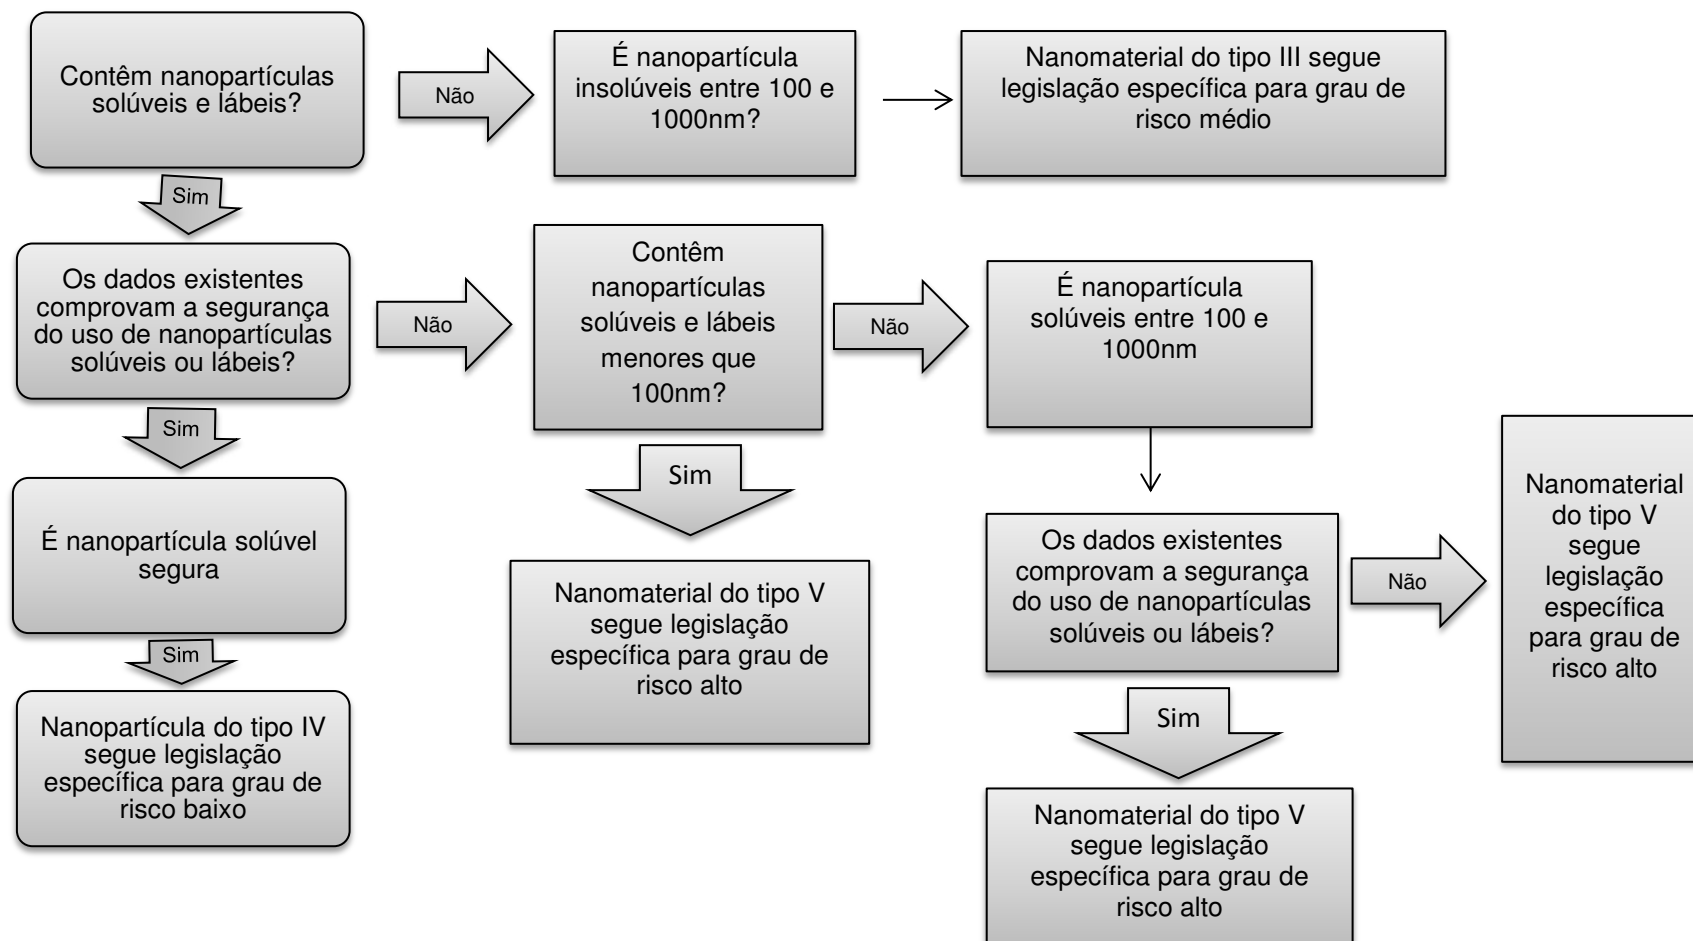 Contêm nanopartículas
solúveis e lábeis?
Não
É nanopartícula
insolúveis entre 100 e
1000nm?
Nanomaterial do tipo III segue
legislação específica para grau de
risco médio
Sim
Os dados existentes
comprovam a segurança
do uso de nanopartículas
solúveis ou lábeis?
Não
Contêm
nanopartículas
solúveis e lábeis
menores que
100nm?
Não
É nanopartícula
solúveis entre 100 e
1000nm
Sim
É nanopartícula solúvel
segura
Sim
Nanopartícula do tipo IV
segue legislação
específica para grau de
risco baixo
Sim
Nanomaterial do tipo V
segue legislação
específica para grau de
risco alto
Os dados existentes
comprovam a segurança
do uso de nanopartículas
solúveis ou lábeis?
Não
Nanomaterial
do tipo V
segue
legislação
específica
para grau de
risco alto
Sim
Nanomaterial do tipo V
segue legislação
específica para grau de
risco alto